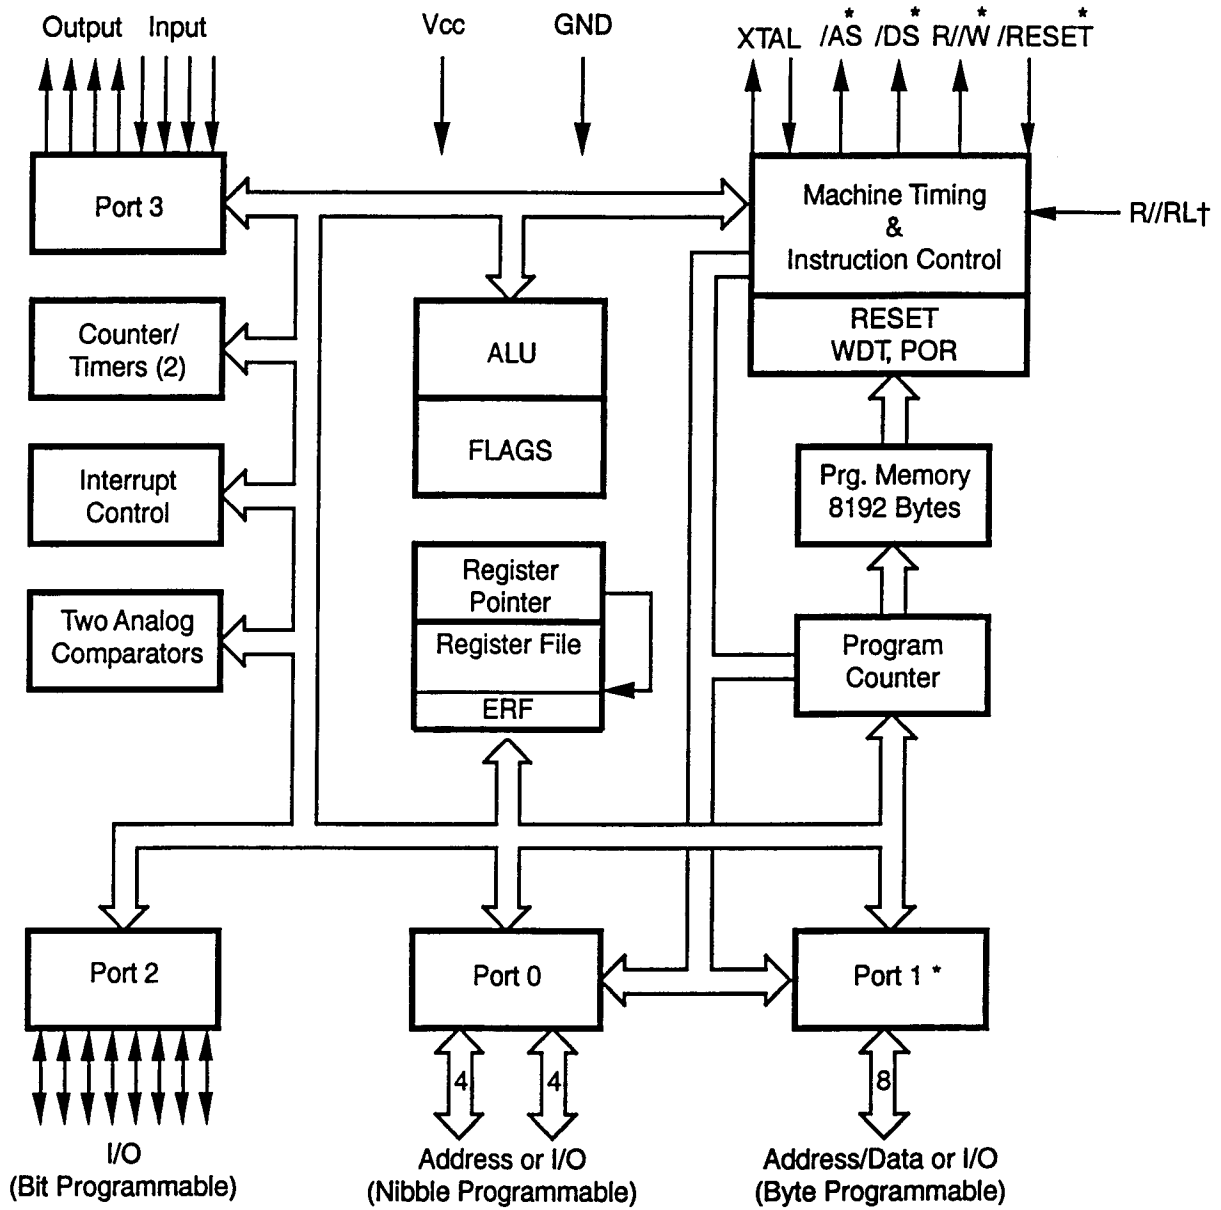 Output Input
Vcc
GND
XTAL /AS* /DS* R//W* /RESET*
Port 3
Machine Timing
&
Instruction Control
R//RL†
RESET
WDT, POR
Counter/
Timers (2)
ALU
FLAGS
Interrupt
Control
Prg. Memory
8192 Bytes
Two Analog
Comparators
Register
Pointer
Register File
ERF
Program
Counter
Port 2
Port 0
Port 1 *
4
4
8
I/O
(Bit Programmable)
Address or I/O
(Nibble Programmable)
Address/Data or I/O
(Byte Programmable)